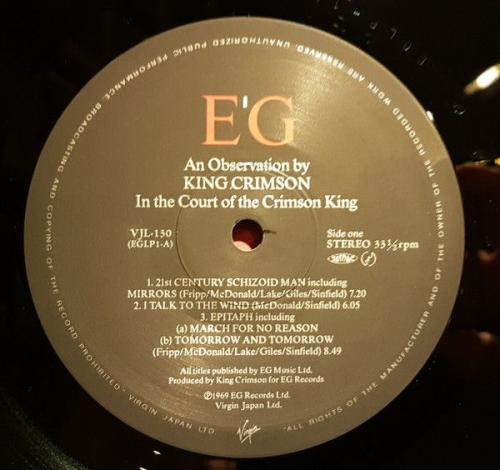 E'G
An Observation by
KING CRIMSON
In the Court of the Crimson King
VJL-130
(EGLP1-A)
Side one
STEREO 33⅓rpm
1. 21st CENTURY SCHIZOID MAN including
MIRRORS (Fripp/McDonald/Lake/Giles/Sinfield) 7.20
2. I TALK TO THE WIND (McDonald/Sinfield) 6.05
3. EPITAPH including
(a) MARCH FOR NO REASON
(b) TOMORROW AND TOMORROW
(Fripp/McDonald/Lake/Giles/Sinfield) 8.49
All titles published by EG Music Ltd.
Produced by King Crimson for EG Records
℗1969 EG Records Ltd.
Virgin Japan Ltd.
Virgin
ALL RIGHTS OF THE MANUFACTURER AND OF THE OWNER OF THE RECORDED WORK ARE RESERVED. UNAUTHORIZED PUBLIC PERFORMANCE, BROADCASTING AND COPYING OF THE RECORD PROHIBITED · VIRGIN JAPAN LTD.